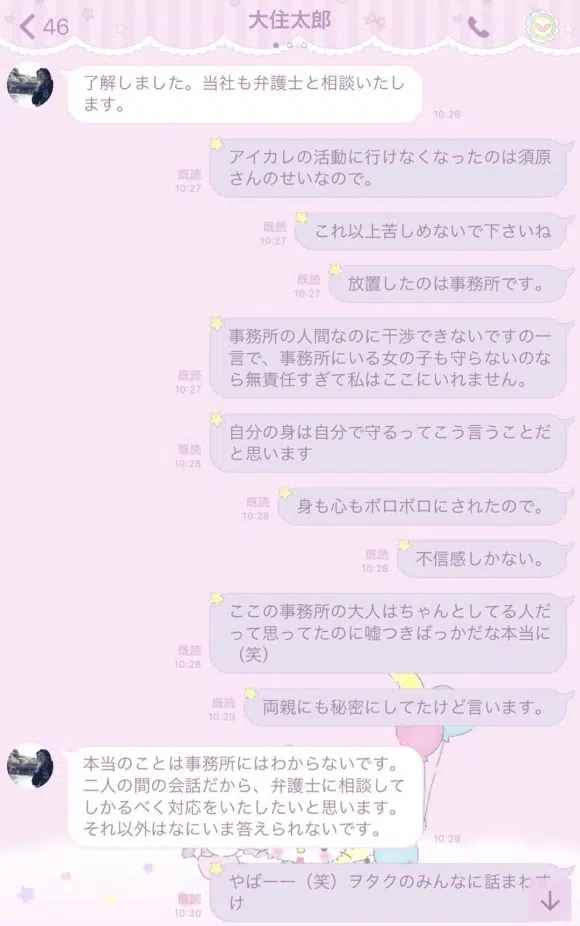 46
大住太郎
了解しました。当社も弁護士と相談いたし
ます。
10:26
アイカレの活動に行けなくなったのは須原
さんのせいなので。
既読
10:27
これ以上苦しめないで下さいね
既読
10:27
放置したのは事務所です。
既読
10:27
事務所の人間なのに干渉できないですの一
言で、事務所にいる女の子も守らないのな
ら無責任すぎて私はここにいれません。
既読
10:27
自分の身は自分で守るってこう言うことだ
と思います
既読
10:28
身も心もボロボロにされたので。
既読
10:28
不信感しかない。
既読
10:28
ここの事務所の大人はちゃんとしてる人だ
って思ってたのに嘘つきばっかだな本当に
（笑）
既読
10:28
両親にも秘密にしてたけど言います。
既読
10:29
本当のことは事務所にはわからないです。
二人の間の会話だから、弁護士に相談して
しかるべく対応をいたしたいと思います。
それ以外はなにいま答えられないです。
10:29
やばーー（笑）ヲタクのみんなに話まわ
け
既読
10:30